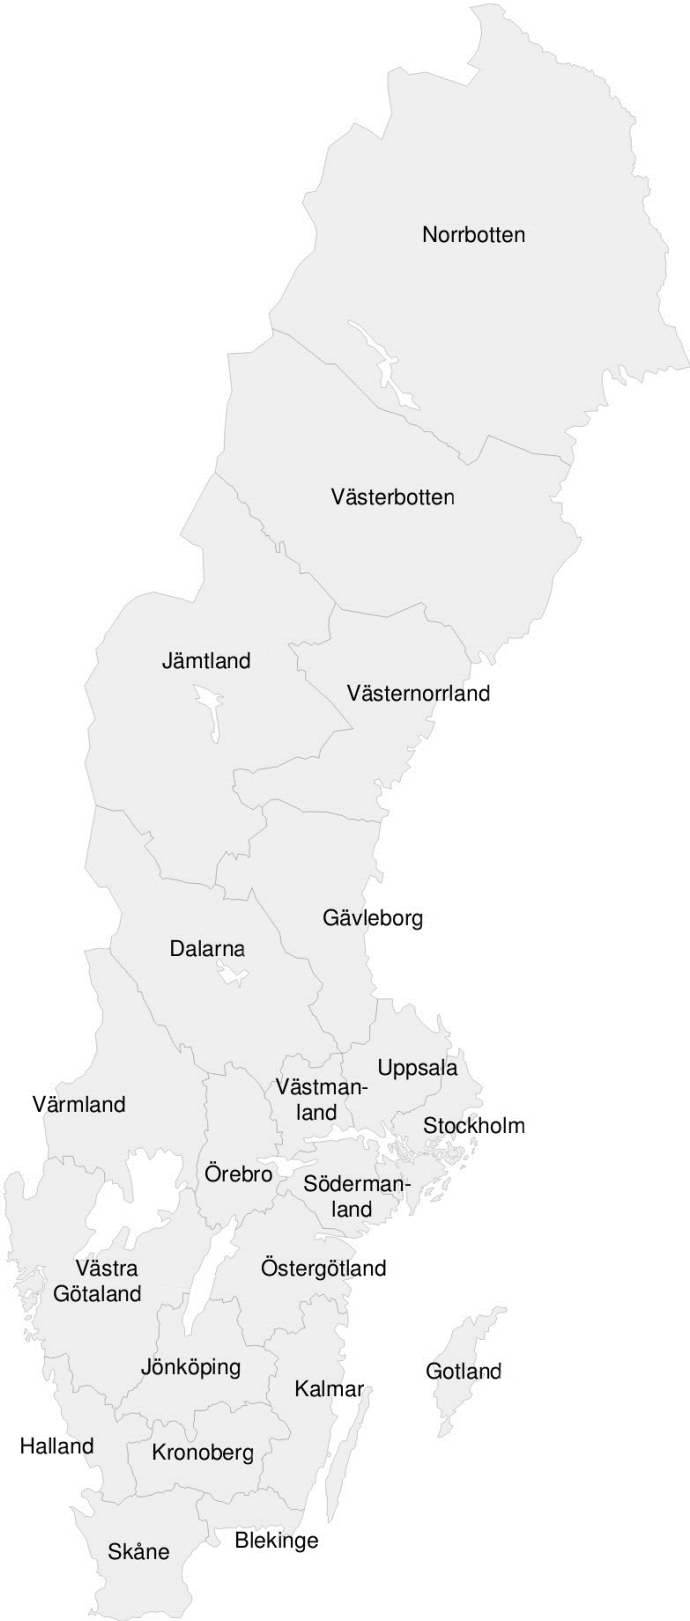 Norrbotten
Västerbotten
Jämtland
Västernorrland
Gävleborg
Dalarna
Uppsala
Västman-
land
Värmland
Stockholm
Örebro
Söderman-
land
Västra
Götaland
Östergötland
Jönköping
Gotland
Kalmar
Halland
Kronoberg
Skåne
Blekinge